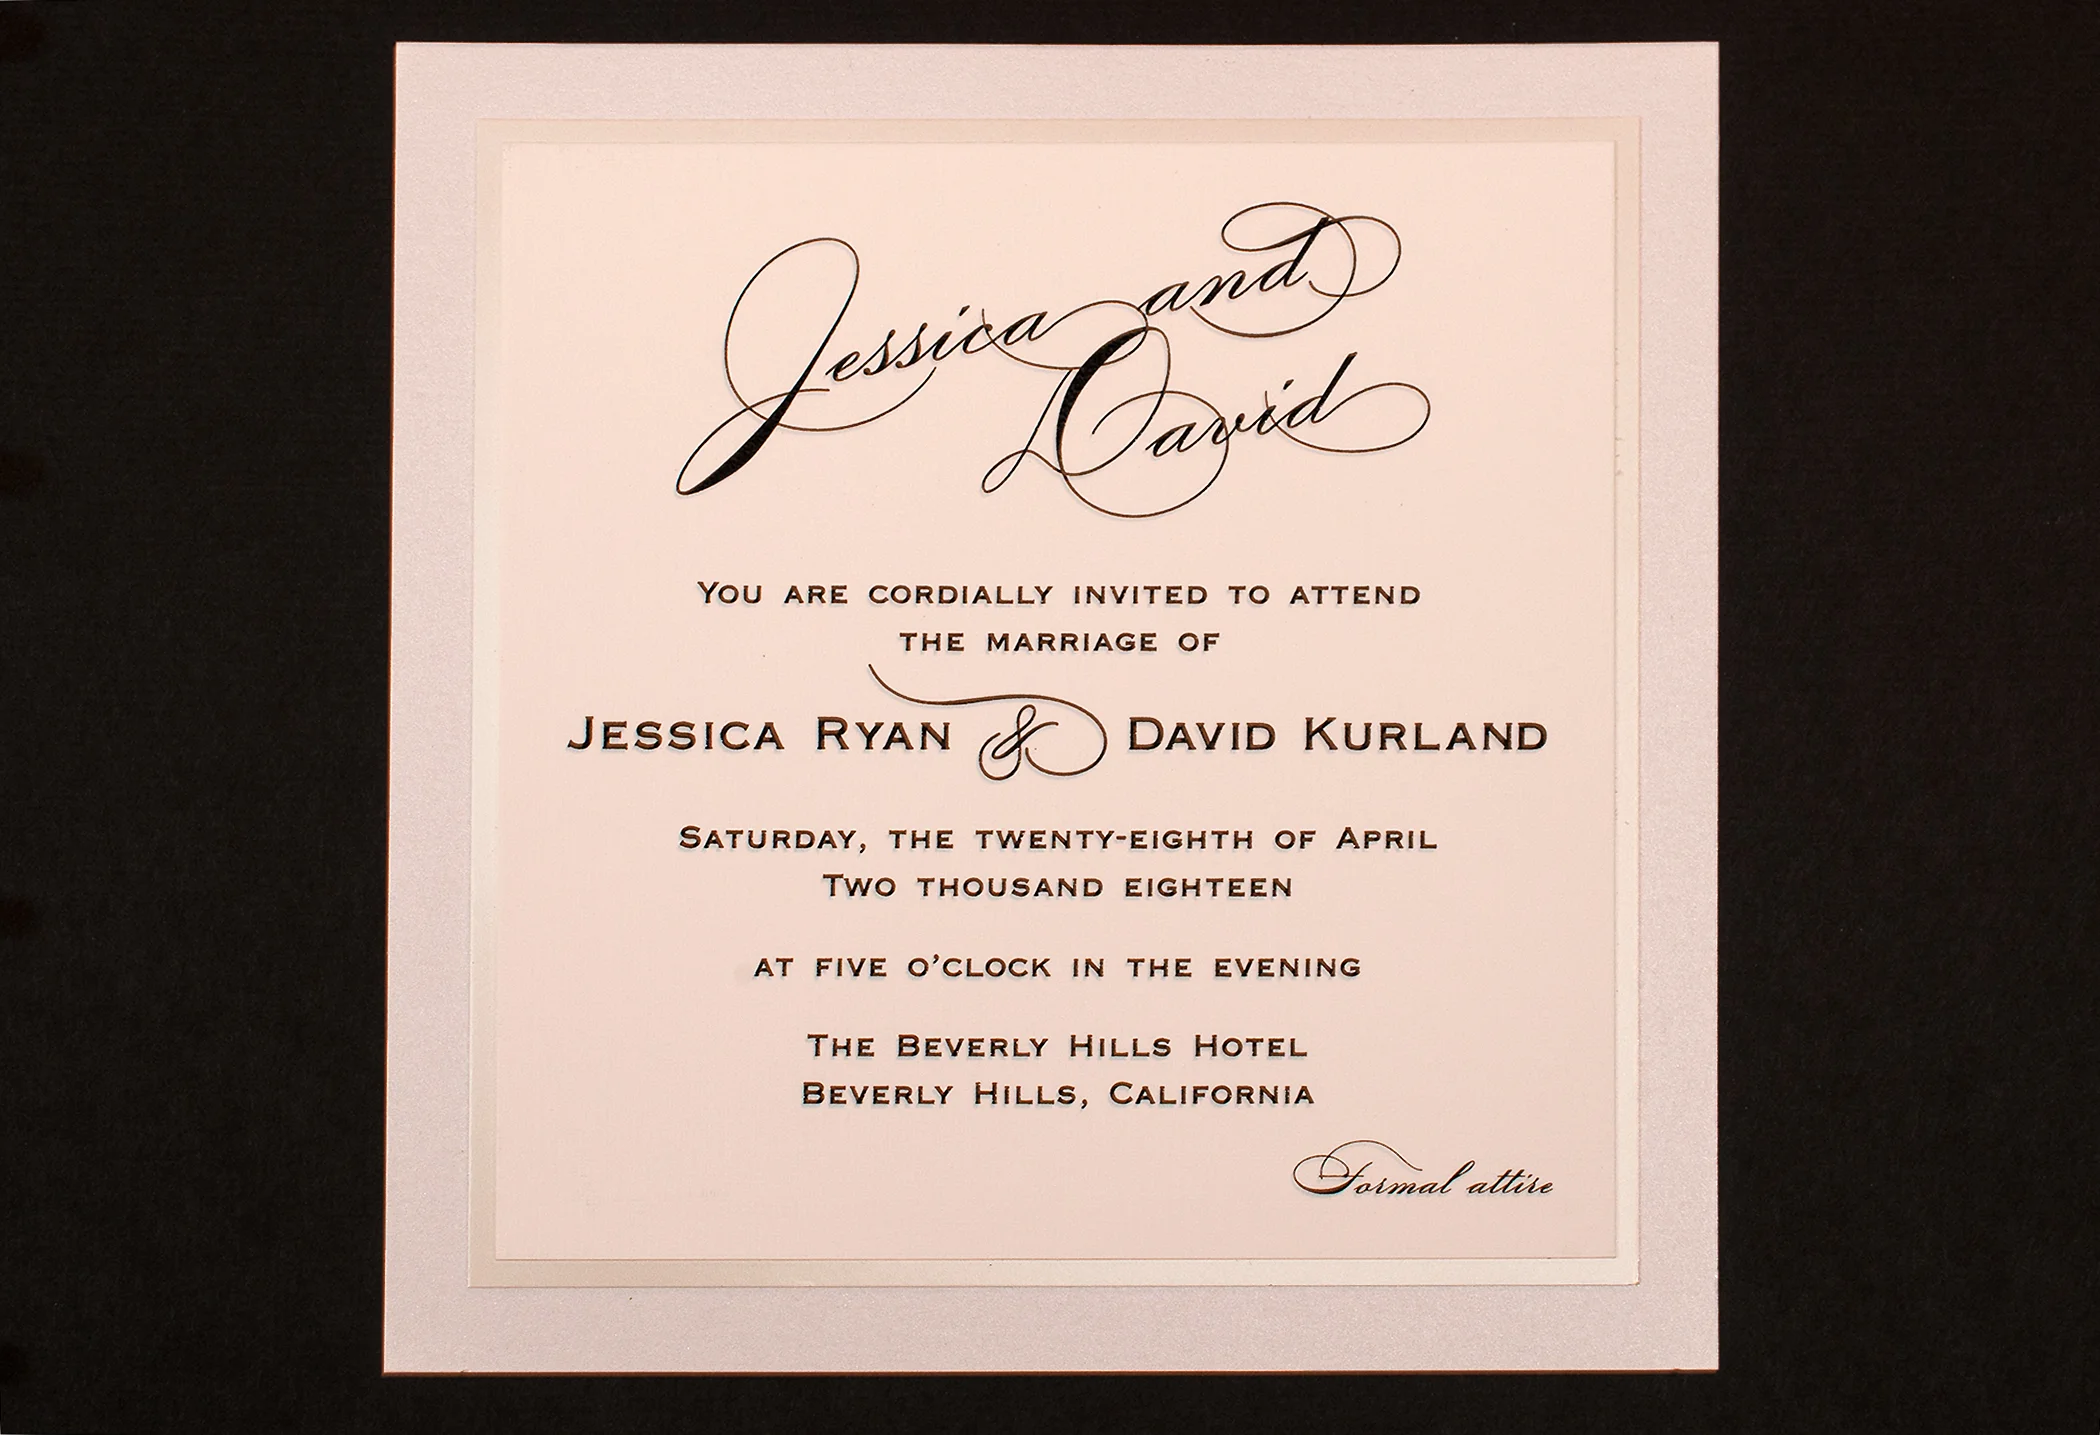 Jessica and
David
You are cordially invited to attend
the marriage of
Jessica Ryan & David Kurland
Saturday, the twenty-eighth of April
Two thousand eighteen
at five o'clock in the evening
The Beverly Hills Hotel
Beverly Hills, California
Formal attire